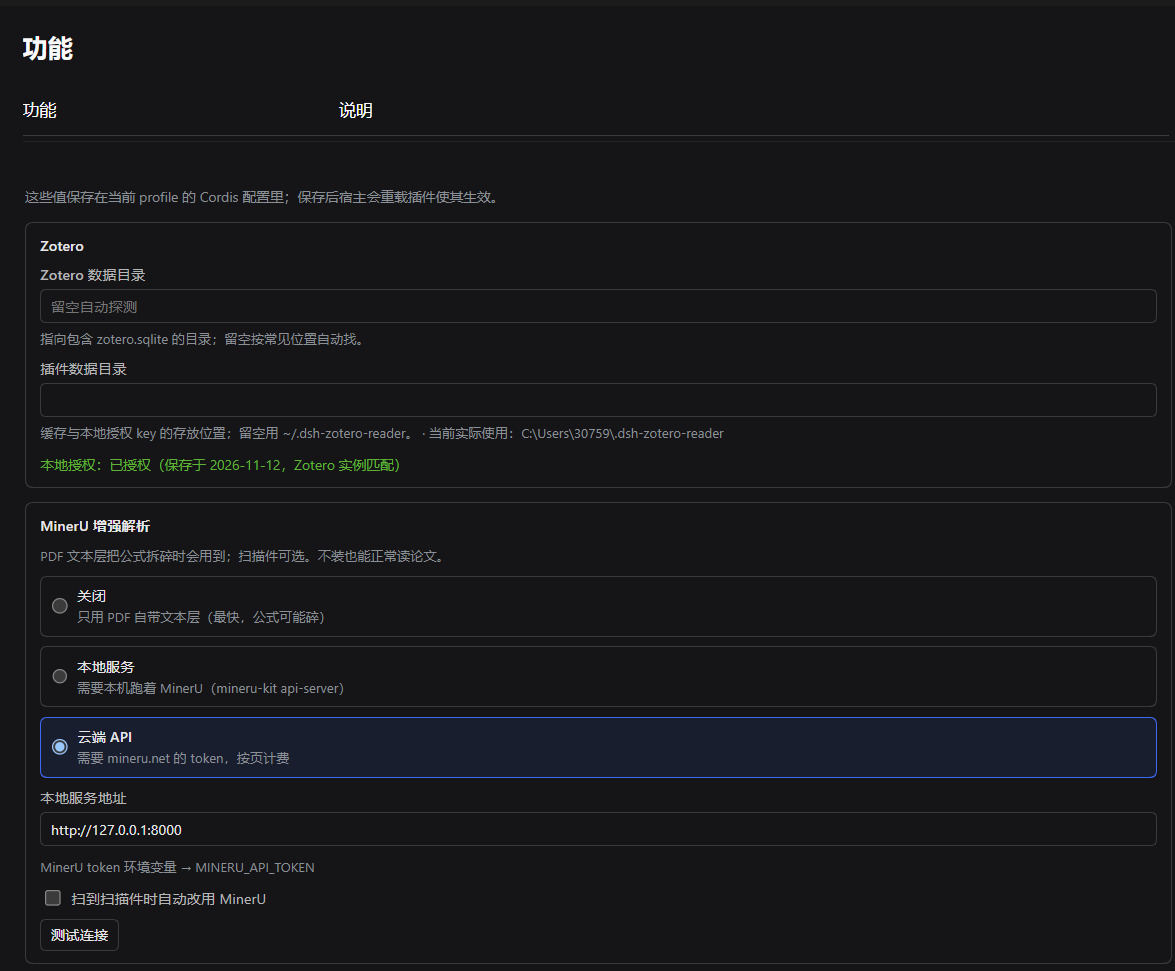 功能
功能 说明
这些值保存在当前 profile 的 Cordis 配置里；保存后宿主会重载插件使其生效。
Zotero
Zotero 数据目录
留空自动探测
指向包含 zotero.sqlite 的目录；留空按常见位置自动找。
插件数据目录
缓存与本地授权 key 的存放位置；留空用 ~/.dsh-zotero-reader。 · 当前实际使用：C:\Users\30759\.dsh-zotero-reader
本地授权：已授权（保存于 2026-11-12，Zotero 实例匹配）
MinerU 增强解析
PDF 文本层把公式拆碎时会用到；扫描件可选。不装也能正常读论文。
关闭
只用 PDF 自带文本层（最快，公式可能碎）
本地服务
需要本机跑着 MinerU（mineru-kit api-server）
云端 API
需要 mineru.net 的 token，按页计费
本地服务地址
http://127.0.0.1:8000
MinerU token 环境变量 → MINERU_API_TOKEN
扫到扫描件时自动改用 MinerU
测试连接